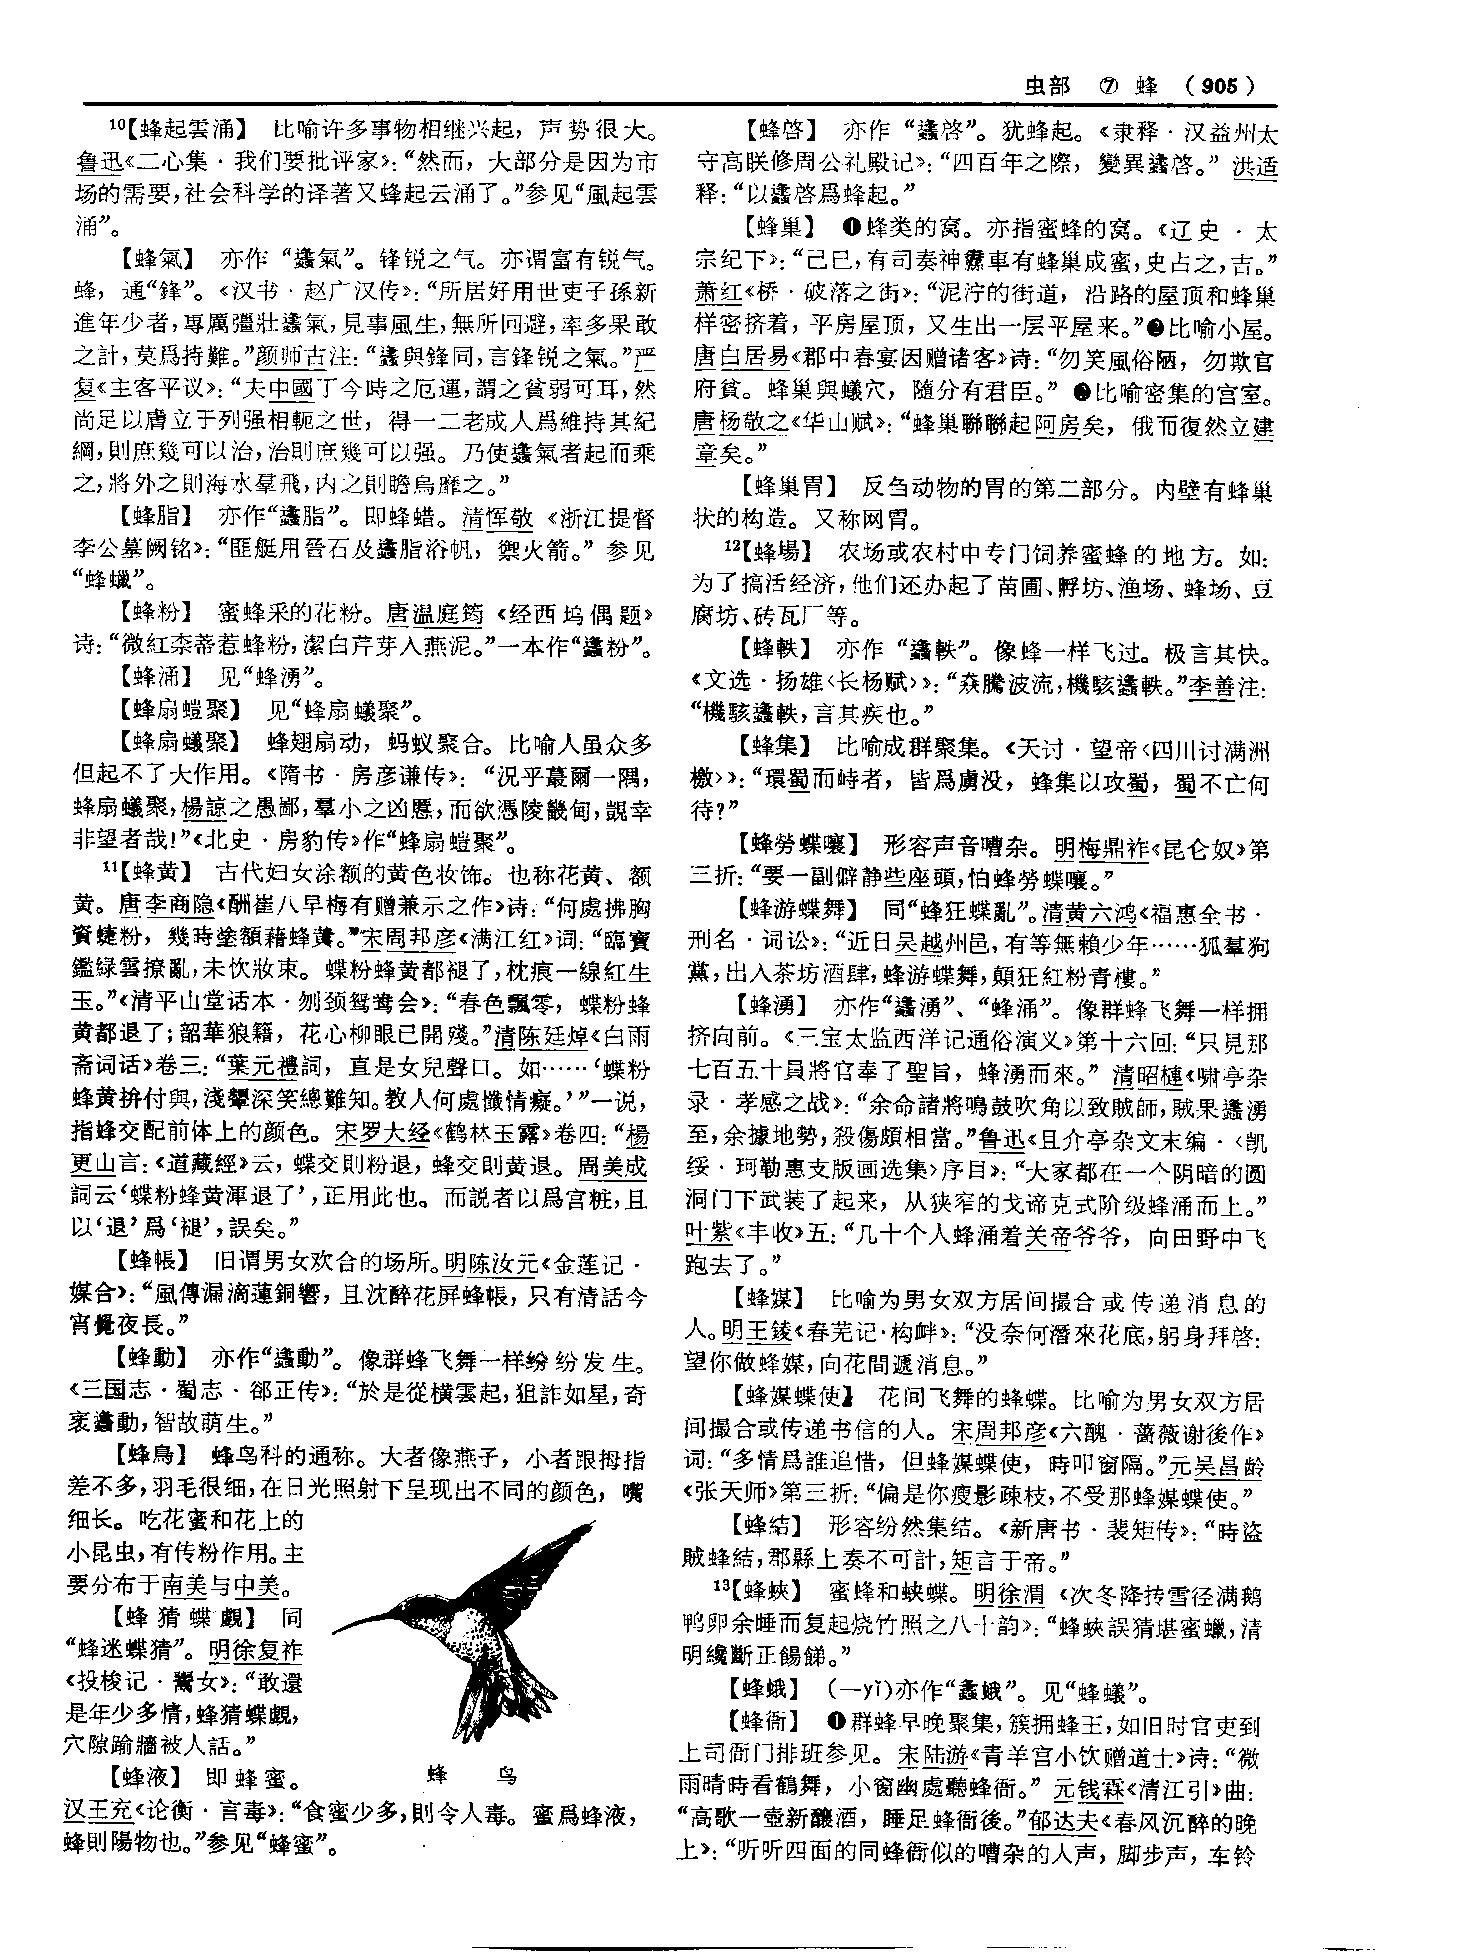 虫部 ⑦ 蜂 （905）
¹⁰【蜂起雲涌】 比喻许多事物相继兴起，声势很大。
鲁迅《二心集·我们要批评家》：“然而，大部分是因为市
场的需要，社会科学的译著又蜂起云涌了。”参见“風起雲
涌”。
【蜂氣】 亦作“蠭氣”。锋锐之气。亦谓富有锐气。
蜂，通“鋒”。《汉书·赵广汉传》：“所居好用世吏子孫新
進年少者，專厲彊壯蠭氣，見事風生，無所回避，率多果敢
之計，莫爲持難。”颜师古注：“蠭與鋒同，言鋒锐之氣。”严
复《主客平议》：“夫中國丁今時之厄運，謂之貧弱可耳，然
尚足以廁立于列强相軛之世，得一二老成人爲維持其紀
綱，則庶幾可以治，治則庶幾可以强。乃使蠭氣者起而乘
之，將外之則海水羣飛，内之則瞻烏靡之。”
【蜂脂】 亦作“蠭脂”。即蜂蜡。清恽敬《浙江提督
李公墓阙铭》：“匪艇用礜石及蠭脂浴帆，禦火箭。”参见
“蜂蠟”。
【蜂粉】 蜜蜂采的花粉。唐温庭筠《经西坞偶题》
诗：“微紅柰蒂惹蜂粉，潔白芹芽入燕泥。”一本作“蠭粉”。
【蜂涌】 见“蜂湧”。
【蜂扇螘聚】 见“蜂扇蟻聚”。
【蜂扇蟻聚】 蜂翅扇动，蚂蚁聚合。比喻人虽众多
但起不了大作用。《隋书·房彦谦传》：“况乎蕞爾一隅，
蜂扇蟻聚，楊諒之愚鄙，羣小之凶慝，而欲憑陵畿甸，覬幸
非望者哉！”《北史·房豹传》作“蜂扇螘聚”。
¹¹【蜂黄】 古代妇女涂额的黄色妆饰。也称花黄、额
黄。唐李商隐《酬崔八早梅有赠兼示之作》诗：“何處拂胸
資蜨粉，幾時塗額藉蜂黄。”宋周邦彦《满江红》词：“臨寳
鑑緑雲撩亂，未忺妝束。蝶粉蜂黄都褪了，枕痕一線紅生
玉。”《清平山堂话本·刎颈鸳鸯会》：“春色飄零，蝶粉蜂
黄都退了；韶華狼籍，花心柳眼已開殘。”清陈廷焯《白雨
斋词话》卷三：“葉元禮詞，直是女兒聲口。如……‘蝶粉
蜂黄拚付與，淺顰深笑總難知。教人何處懺情癡。’”一说，
指蜂交配前体上的颜色。宋罗大经《鹤林玉露》卷四：“楊
更山言：《道藏經》云，蝶交則粉退，蜂交則黄退。周美成
詞云‘蝶粉蜂黄渾退了’，正用此也。而説者以爲宫粧，且
以‘退’爲‘褪’，誤矣。”
【蜂帳】 旧谓男女欢合的场所。明陈汝元《金莲记·
媒合》：“風傳漏滴蓮銅響，且沈醉花屏蜂帳，只有清話今
宵覺夜長。”
【蜂動】 亦作“蠭動”。像群蜂飞舞一样纷纷发生。
《三国志·蜀志·郤正传》：“於是從横雲起，狙詐如星，奇
衺蠭動，智故萌生。”
【蜂鳥】 蜂鸟科的通称。大者像燕子，小者跟拇指
差不多，羽毛很细，在日光照射下呈现出不同的颜色，嘴
细长。吃花蜜和花上的
小昆虫，有传粉作用。主
要分布于南美与中美。
【蜂猜蝶覷】 同
“蜂迷蝶猜”。明徐复祚
《投梭记·鬻女》：“敢還
是年少多情，蜂猜蝶覷，
穴隙踰牆被人話。”
【蜂液】 即蜂蜜。
汉王充《论衡·言毒》：“食蜜少多，則令人毒。蜜爲蜂液，
蜂則陽物也。”参见“蜂蜜”。
蜂 鸟
【蜂啓】 亦作“蠭啓”。犹蜂起。《隶释·汉益州太
守高眹修周公礼殿记》：“四百年之際，變異蠭啓。”洪适
释：“以蠭啓爲蜂起。”
【蜂巢】 ❶蜂类的窝。亦指蜜蜂的窝。《辽史·太
宗纪下》：“己巳，有司奏神纛車有蜂巢成蜜，史占之，吉。”
萧红《桥·破落之街》：“泥泞的街道，沿路的屋顶和蜂巢
样密挤着，平房屋顶，又生出一层平屋来。”❷比喻小屋。
唐白居易《郡中春宴因赠诸客》诗：“勿笑風俗陋，勿欺官
府貧。蜂巢與蟻穴，隨分有君臣。”❸比喻密集的宫室。
唐杨敬之《华山赋》：“蜂巢聯聯起阿房矣，俄而復然立建
章矣。”
【蜂巢胃】 反刍动物的胃的第二部分。内壁有蜂巢
状的构造。又称网胃。
¹²【蜂場】 农场或农村中专门饲养蜜蜂的地方。如：
为了搞活经济，他们还办起了苗圃、孵坊、渔场、蜂场、豆
腐坊、砖瓦厂等。
【蜂軼】 亦作“蠭軼”。像蜂一样飞过。极言其快。
《文选·扬雄〈长杨赋〉》：“猋騰波流，機駭蠭軼。”李善注：
“機駭蠭軼，言其疾也。”
【蜂集】 比喻成群聚集。《天讨·望帝〈四川讨满洲
檄〉》：“環蜀而峙者，皆爲虜没，蜂集以攻蜀，蜀不亡何
待？”
【蜂勞蝶嚷】 形容声音嘈杂。明梅鼎祚《昆仑奴》第
三折：“要一副僻静些座頭，怕蜂勞蝶嚷。”
【蜂游蝶舞】 同“蜂狂蝶亂”。清黄六鸿《福惠全书·
刑名·词讼》：“近日吴越州邑，有等無賴少年……狐羣狗
黨，出入茶坊酒肆，蜂游蝶舞，顛狂紅粉青樓。”
【蜂湧】 亦作“蠭湧”、“蜂涌”。像群蜂飞舞一样拥
挤向前。《三宝太监西洋记通俗演义》第十六回：“只見那
七百五十員將官奉了聖旨，蜂湧而來。”清昭槤《啸亭杂
录·孝感之战》：“余命諸將鳴鼓吹角以致賊師，賊果蠭湧
至，余據地勢，殺傷頗相當。”鲁迅《且介亭杂文末编·〈凯
绥·珂勒惠支版画选集〉序目》：“大家都在一个阴暗的圆
洞门下武装了起来，从狭窄的戈谛克式阶级蜂涌而上。”
叶紫《丰收》五：“几十个人蜂涌着关帝爷爷，向田野中飞
跑去了。”
【蜂媒】 比喻为男女双方居间撮合或传递消息的
人。明王錂《春芜记·构衅》：“没奈何潛來花底，躬身拜啓：
望你做蜂媒，向花間遞消息。”
【蜂媒蝶使】 花间飞舞的蜂蝶。比喻为男女双方居
间撮合或传递书信的人。宋周邦彦《六醜·蔷薇谢後作》
词：“多情爲誰追惜，但蜂媒蝶使，時叩窗隔。”元吴昌龄
《张天师》第三折：“偏是你瘦影疎枝，不受那蜂媒蝶使。”
【蜂結】 形容纷然集结。《新唐书·裴矩传》：“時盜
賊蜂結，郡縣上奏不可計，矩言于帝。”
¹³【蜂蛺】 蜜蜂和蛱蝶。明徐渭《次冬降抟雪径满鹅
鸭卵余睡而复起烧竹照之八十韵》：“蜂蛺誤猜堪蜜蠟，清
明纔斷正餳餳。”
【蜂蛾】 （一yǐ）亦作“蠭蛾”。见“蜂蟻”。
【蜂衙】 ❶群蜂早晚聚集，簇拥蜂王，如旧时官吏到
上司衙门排班参见。宋陆游《青羊宫小饮赠道士》诗：“微
雨晴時看鶴舞，小窗幽處聽蜂衙。”元钱霖《清江引》曲：
“高歌一壺新釀酒，睡足蜂衙後。”郁达夫《春风沉醉的晚
上》：“听听四面的同蜂衙似的嘈杂的人声，脚步声，车铃